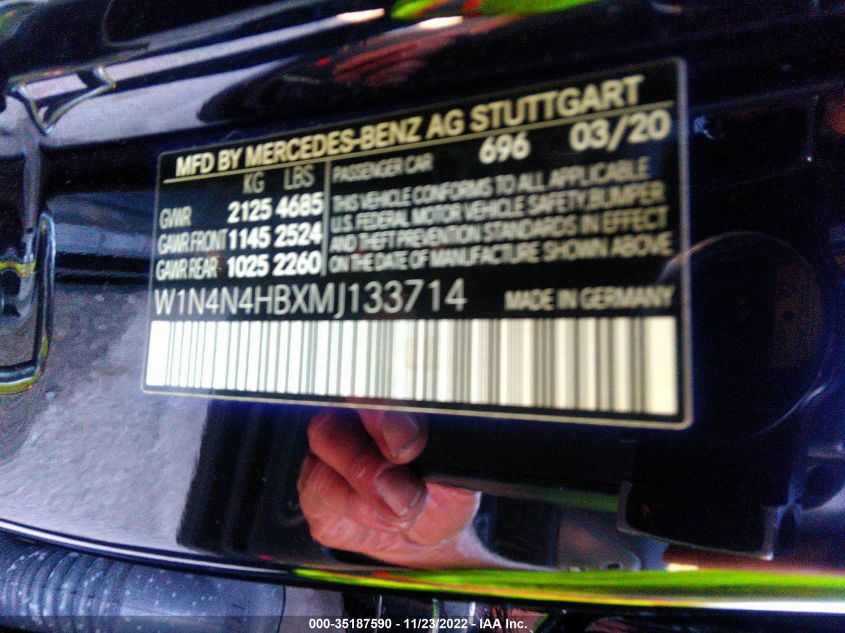 MFD BY MERCEDES-BENZ AG STUTTGART
KG LBS
GVWR 2125 4685
GAWR FRONT 1145 2524
GAWR REAR 1025 2260
PASSENGER CAR 696 03/20
THIS VEHICLE CONFORMS TO ALL APPLICABLE
U.S. FEDERAL MOTOR VEHICLE SAFETY, BUMPER
AND THEFT PREVENTION STANDARDS IN EFFECT
ON THE DATE OF MANUFACTURE SHOWN ABOVE
W1N4N4HBXMJ133714 MADE IN GERMANY
000-35187590 - 11/23/2022 - IAA Inc.